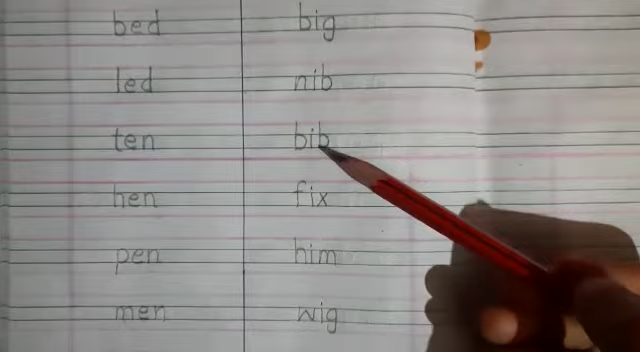 bed big
led nib
ten bib
hen fix
pen him
men wig